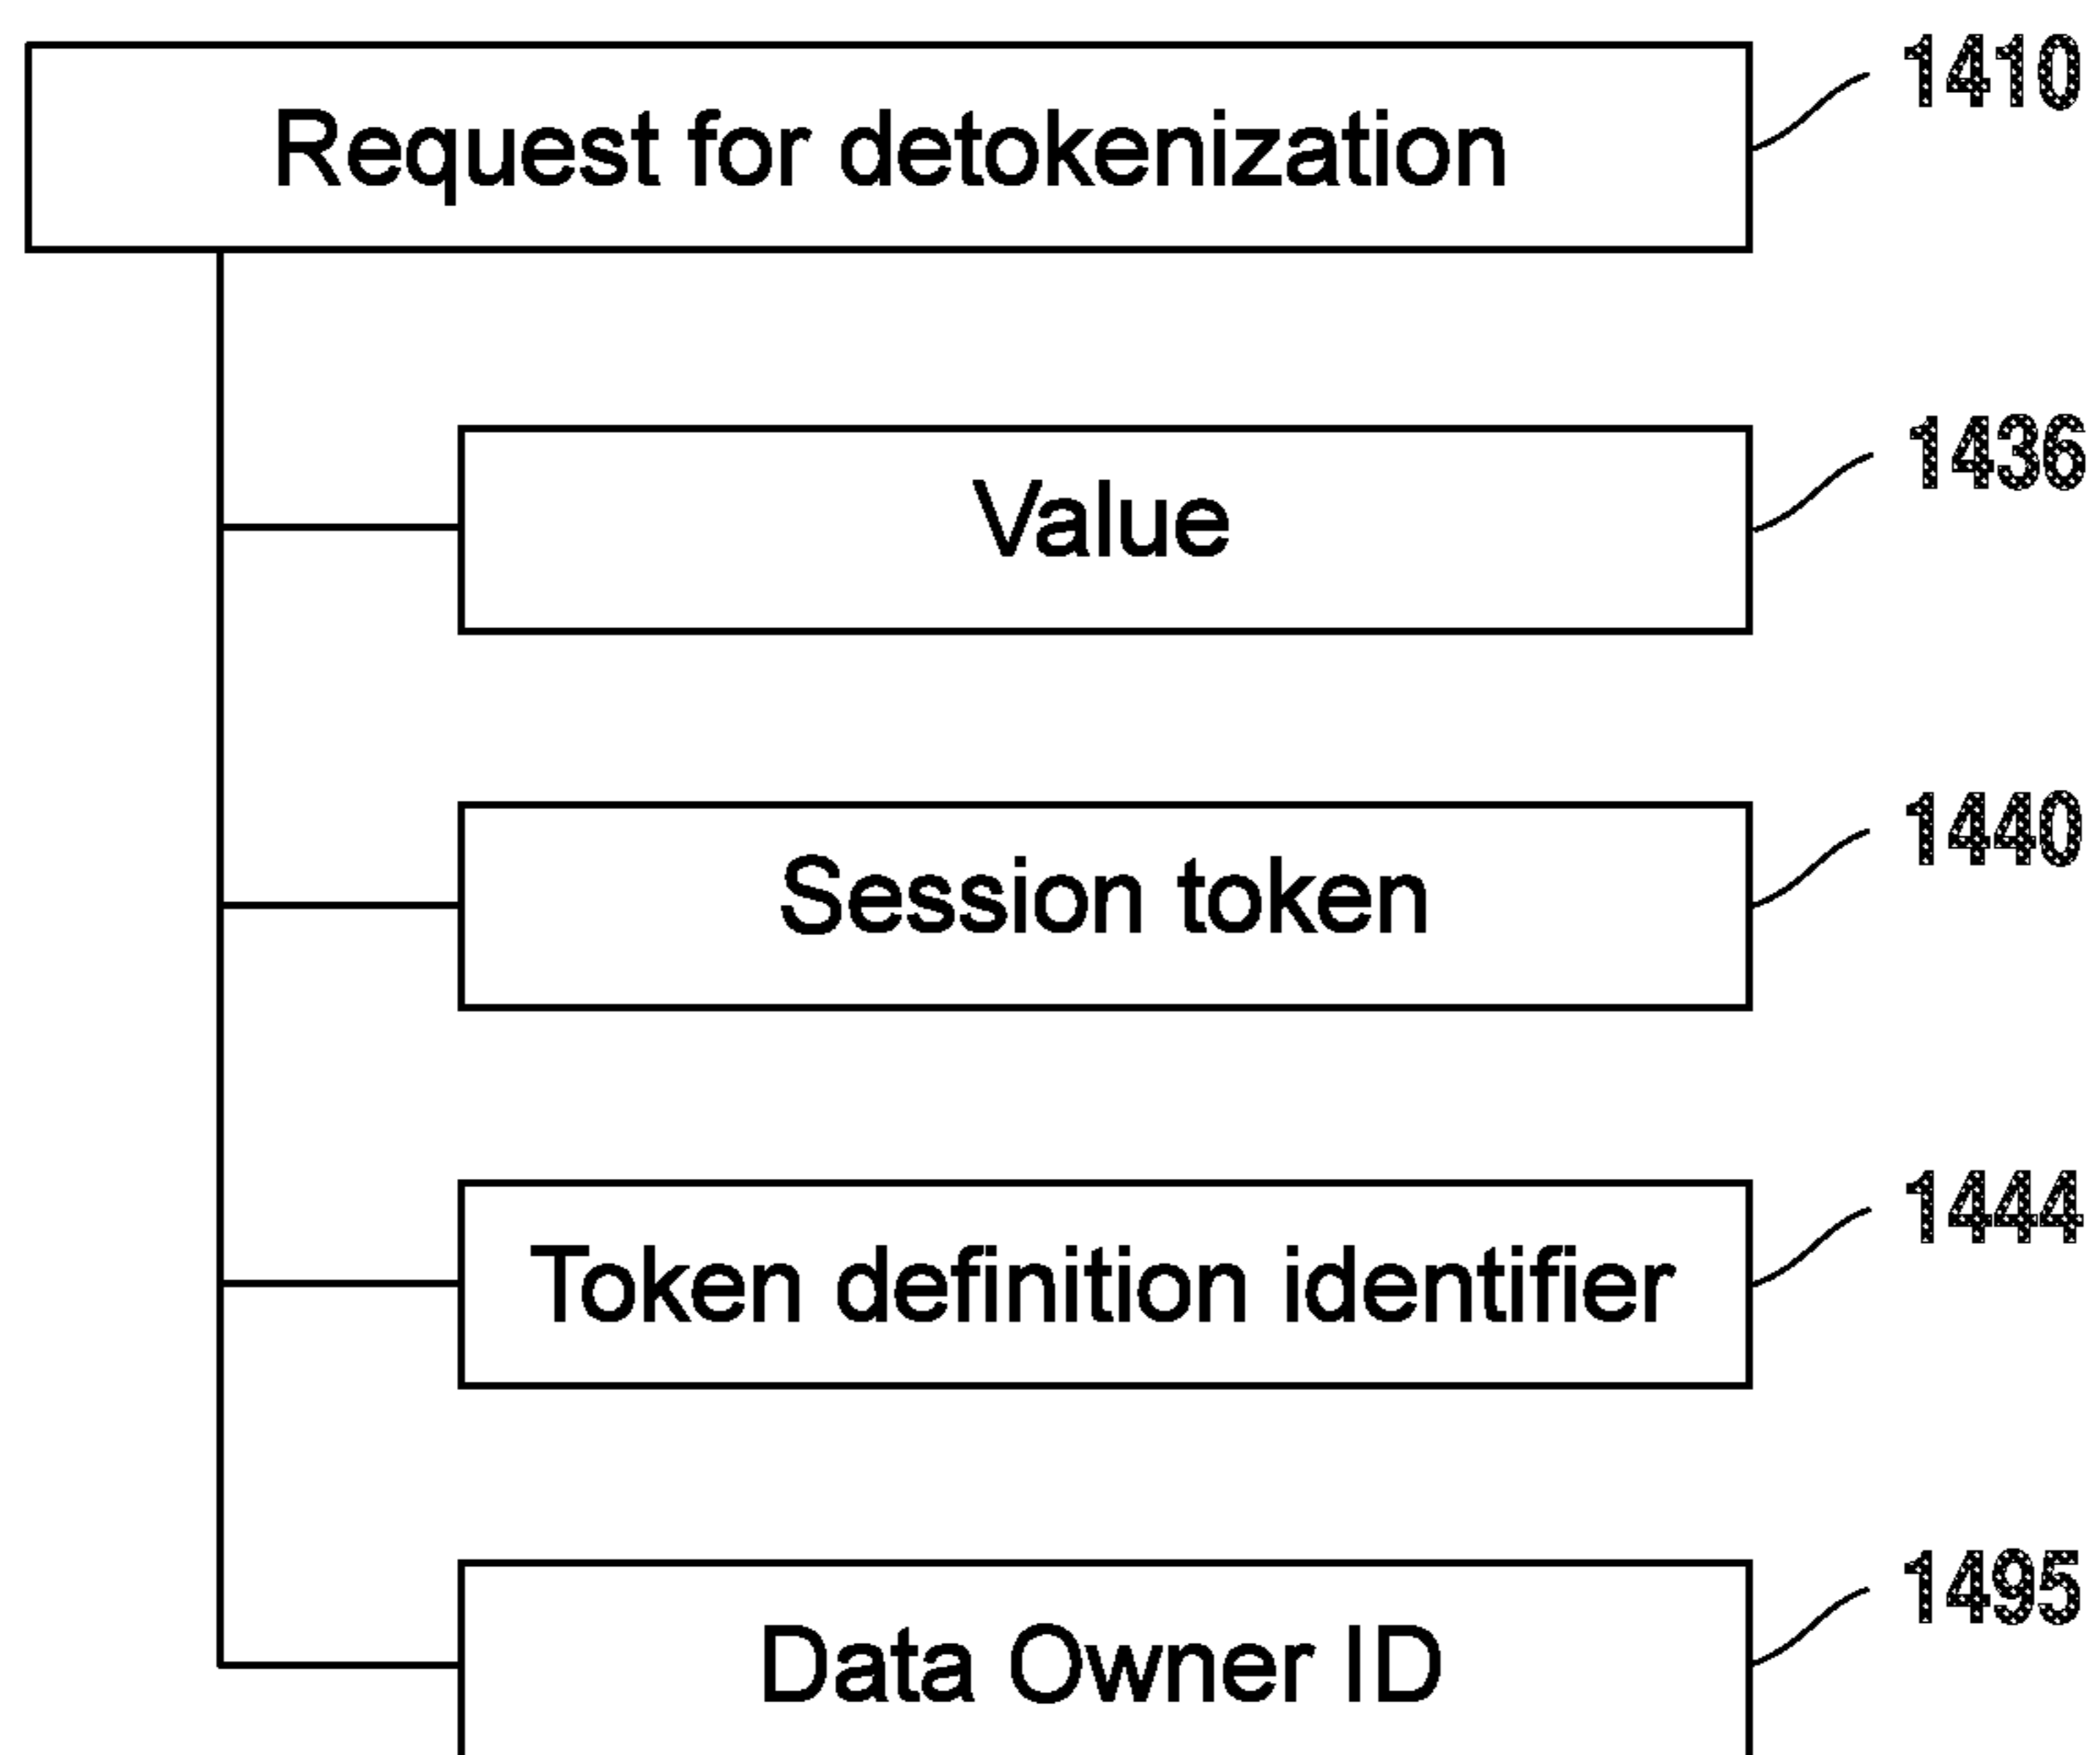 Request for detokenization
1410
Value
1436
Session token
1440
Token definition identifier
1444
Data Owner ID
1495